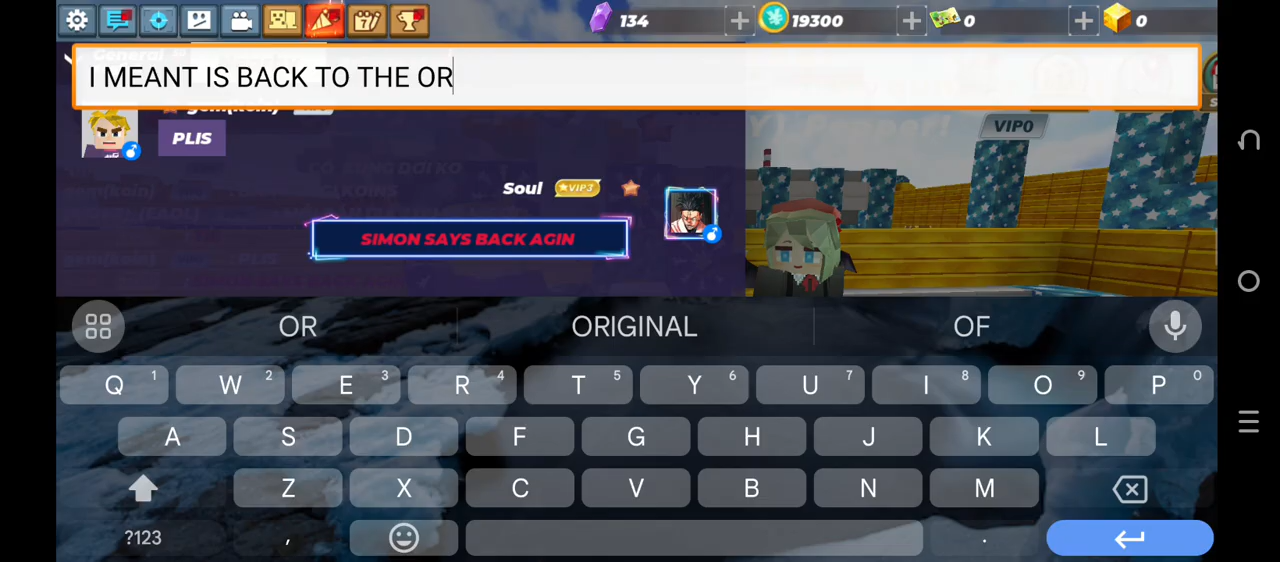 134
19300
0
0
General
I MEANT IS BACK TO THE OR
VIP0
PLIS
Soul VIP3
SIMON SAYS BACK AGIN
OR ORIGINAL OF
Q 1 W 2 E 3 R 4 T 5 Y 6 U 7 I 8 O 9 P 0
A S D F G H J K L
Z X C V B N M
?123 , .